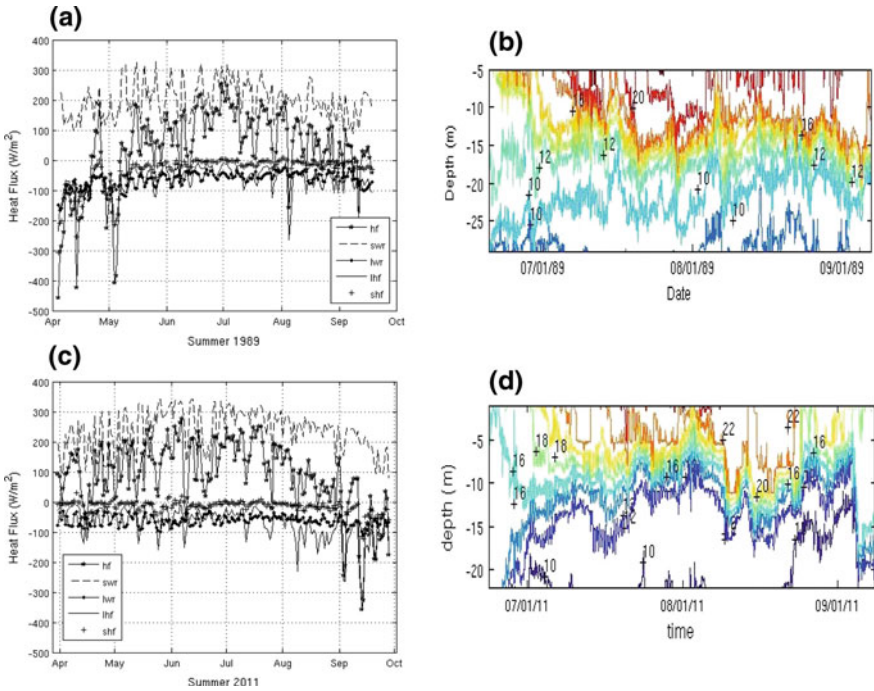 (a)
400
300
200
100
0
-100
-200
-300
-400
-500
Heat Flux (W/m²)
hf
swr
lwr
lhf
shf
Apr May Jun Jul Aug Sep Oct
Summer 1989
(b)
-5
-10
-15
-20
-25
Depth (m)
20
16
12
12
12
12
10
10
10
10
07/01/89 08/01/89 09/01/89
Date
(c)
400
300
200
100
0
-100
-200
-300
-400
-500
Heat Flux (W/m²)
hf
swr
lwr
lhf
shf
Apr May Jun Jul Aug Sep Oct
Summer 2011
(d)
-5
-10
-15
-20
depth (m)
22
22
18
18
16
16
16
16
16
20
10
10
07/01/11 08/01/11 09/01/11
time